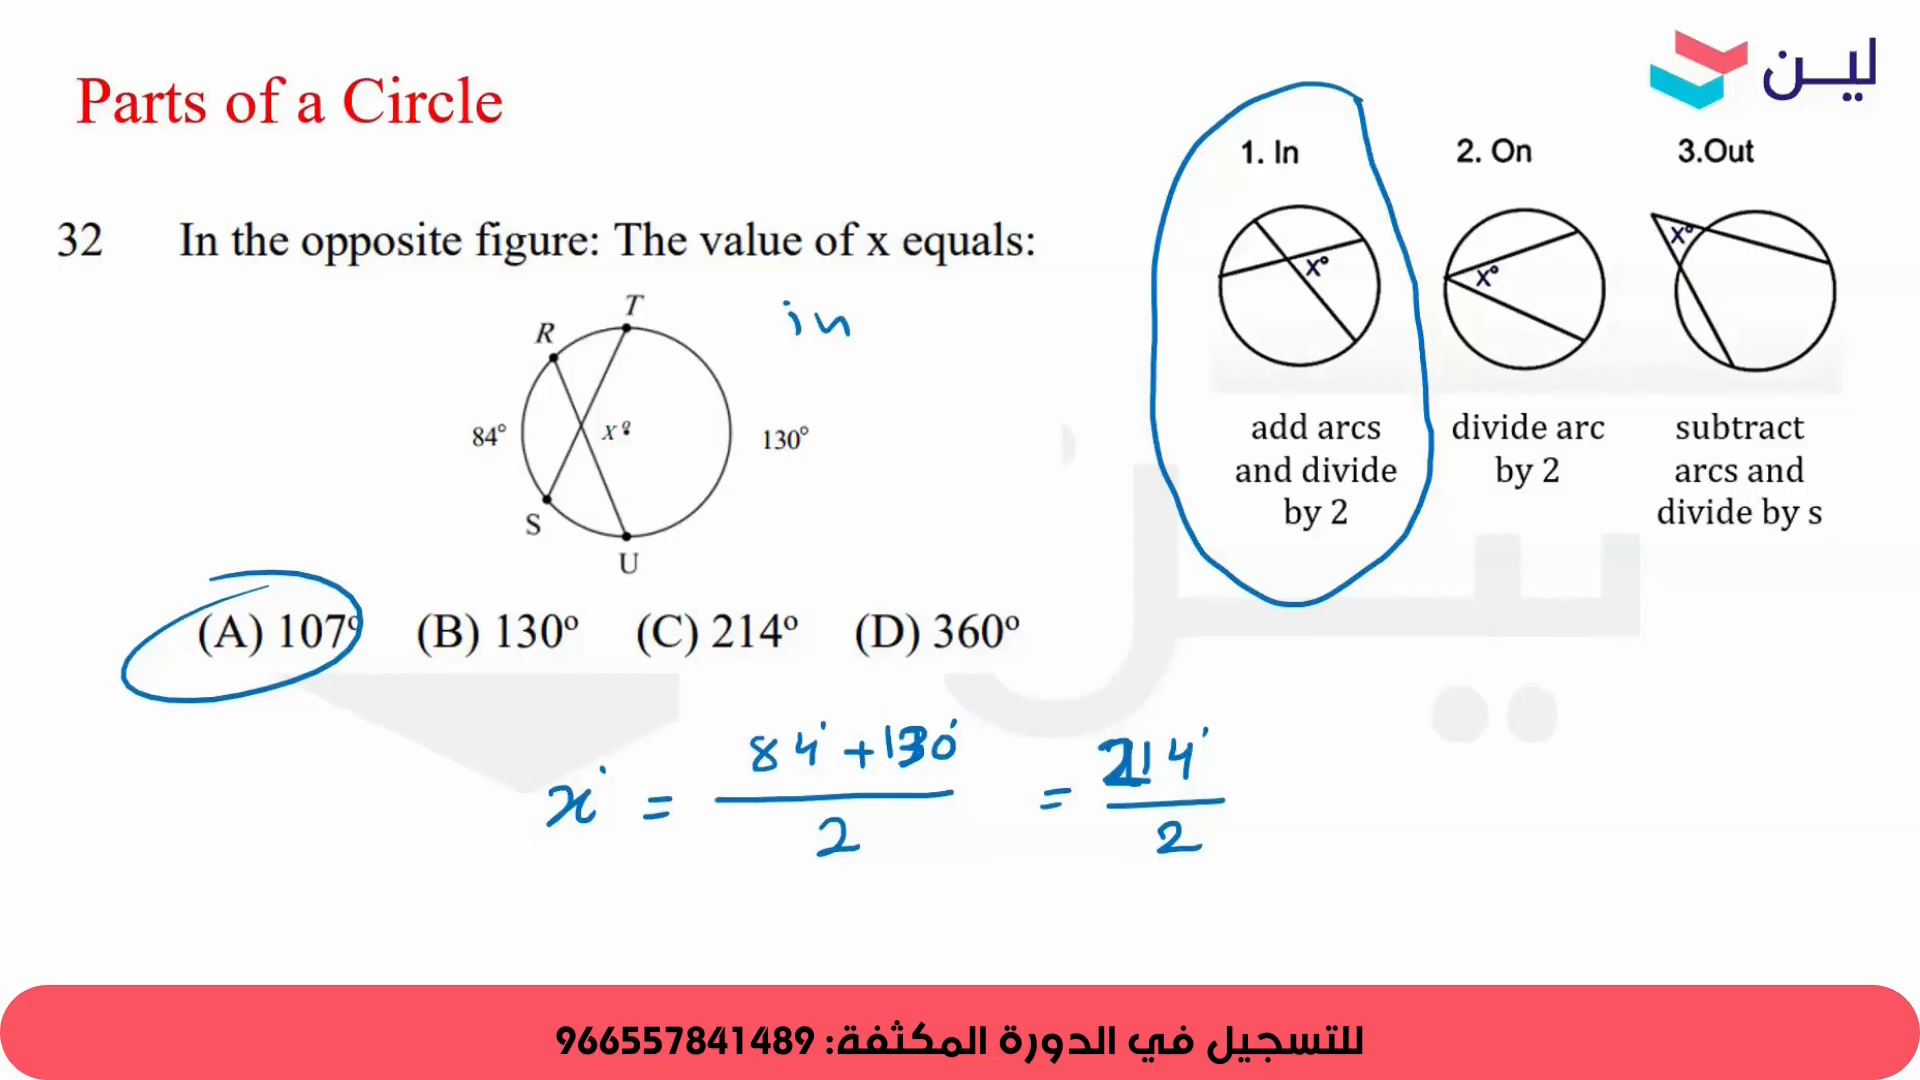 لين
Parts of a Circle
1. In
2. On
3.Out
32 In the opposite figure: The value of x equals:
in
T
R
84°
x°
130°
S
U
x°
x°
x°
add arcs
and divide
by 2
divide arc
by 2
subtract
arcs and
divide by s
(A) 107° (B) 130° (C) 214° (D) 360°
x° = 84° + 130° / 2 = 214° / 2
للتسجيل في الدورة المكثفة: 966557841489